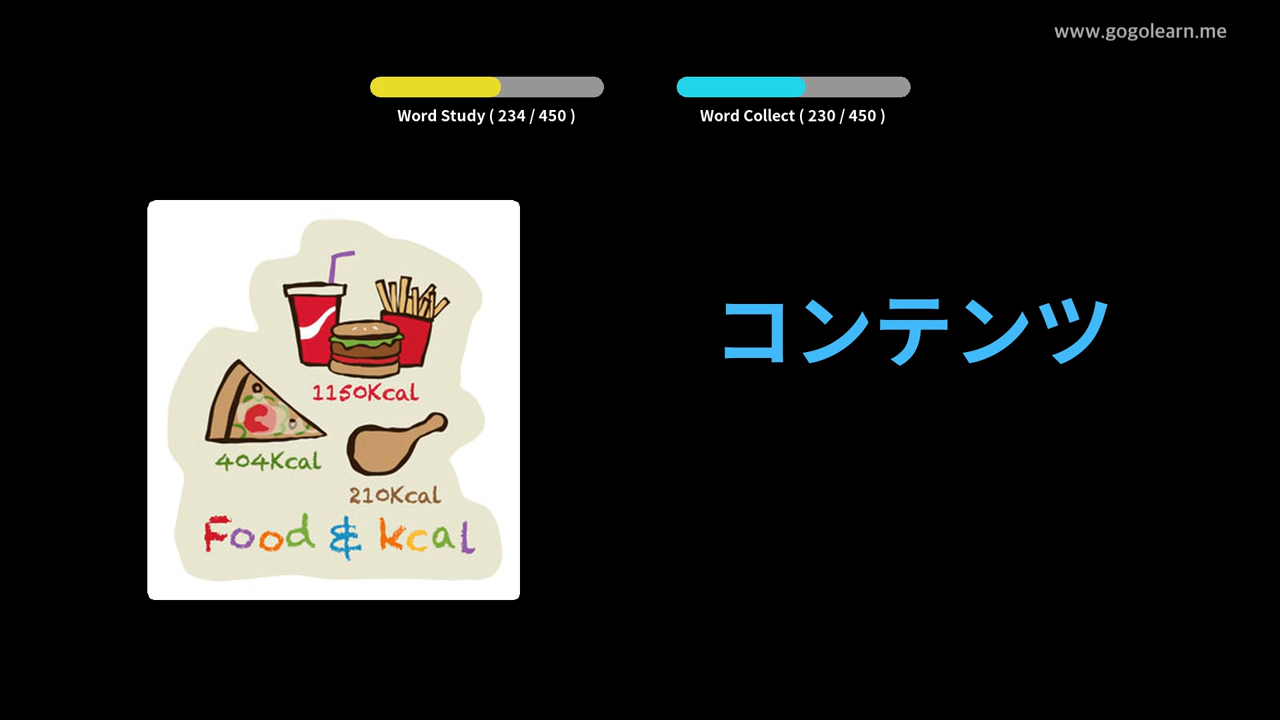 www.gogolearn.me
Word Study ( 234 / 450 )
Word Collect ( 230 / 450 )
コンテンツ
1150Kcal
404Kcal
210Kcal
Food & kcal